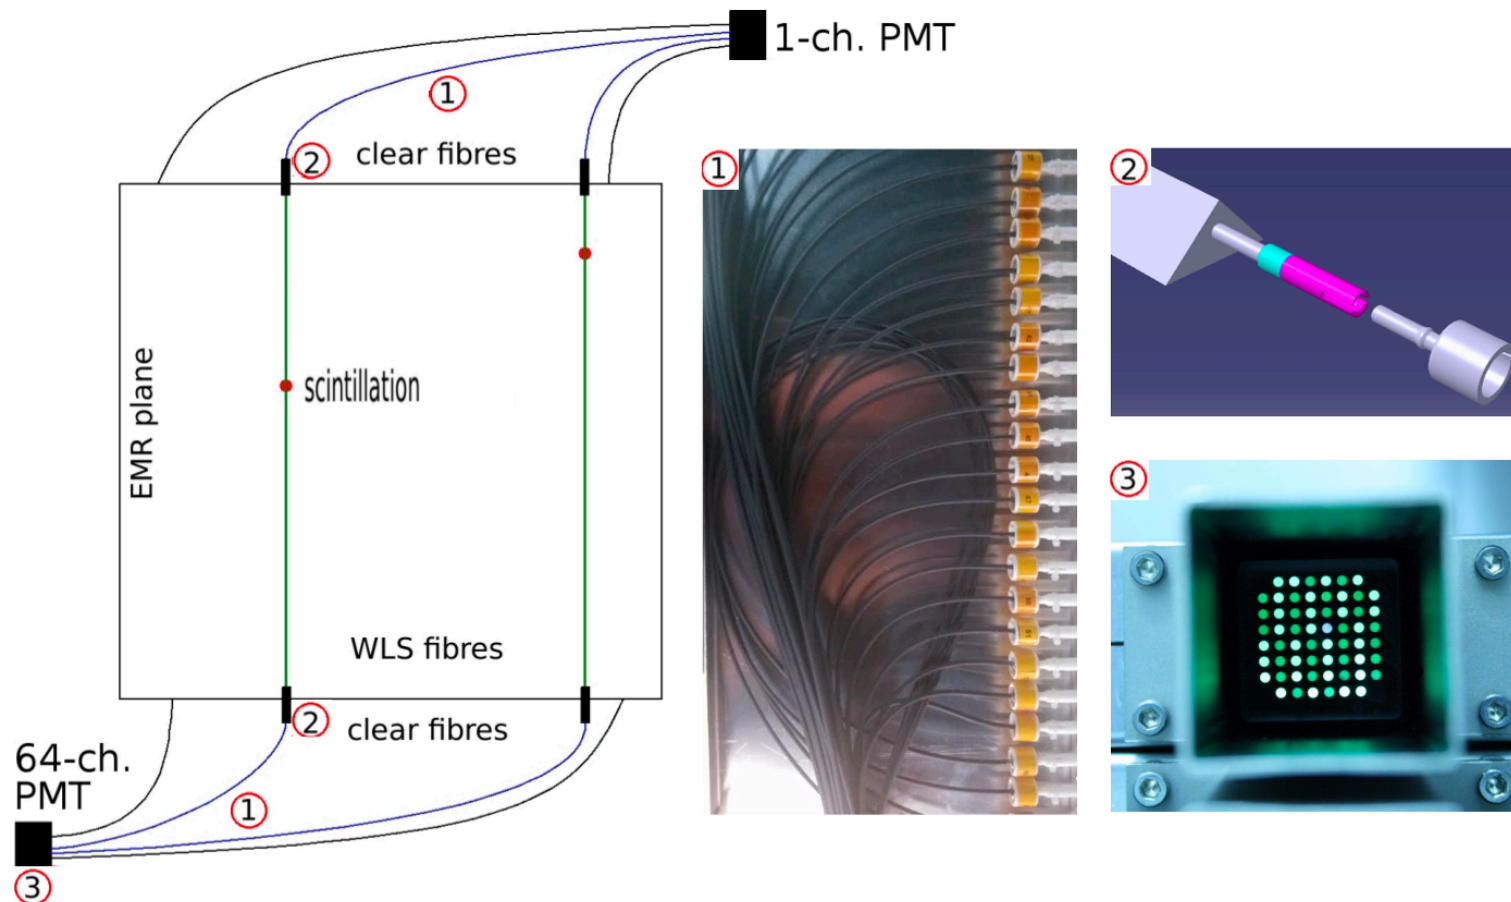 1-ch. PMT
1
2
clear fibres
1
2
scintillation
EMR plane
3
WLS fibres
2
clear fibres
64-ch.
PMT
1
3